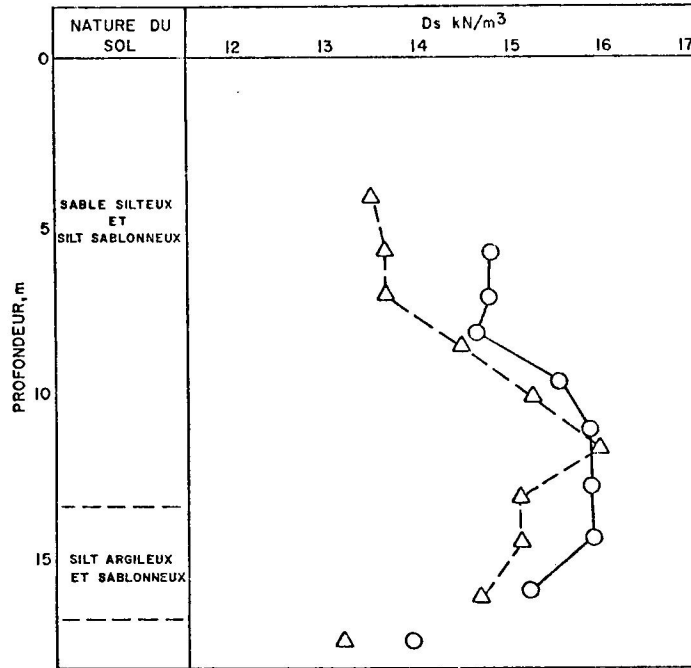 NATURE DU
SOL
Ds kN/m³
12 13 14 15 16 17
0
SABLE SILTEUX
ET
SILT SABLONNEUX
5
PROFONDEUR, m
10
15
SILT ARGILEUX
ET SABLONNEUX